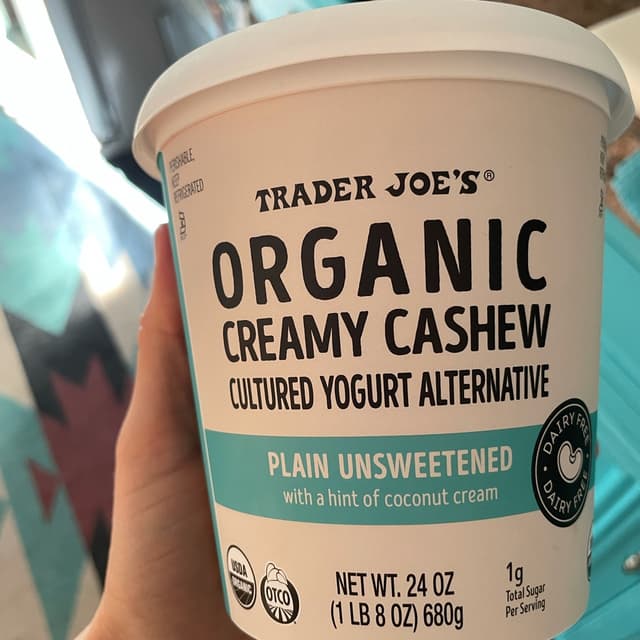 PERISHABLE,
KEEP
REFRIGERATED
TRADER JOE'S®
ORGANIC
CREAMY CASHEW
CULTURED YOGURT ALTERNATIVE
PLAIN UNSWEETENED
with a hint of coconut cream
DAIRY FREE
DAIRY FREE
USDA
ORGANIC
OTCO
NET WT. 24 OZ
(1 LB 8 OZ) 680g
1g
Total Sugar
Per Serving